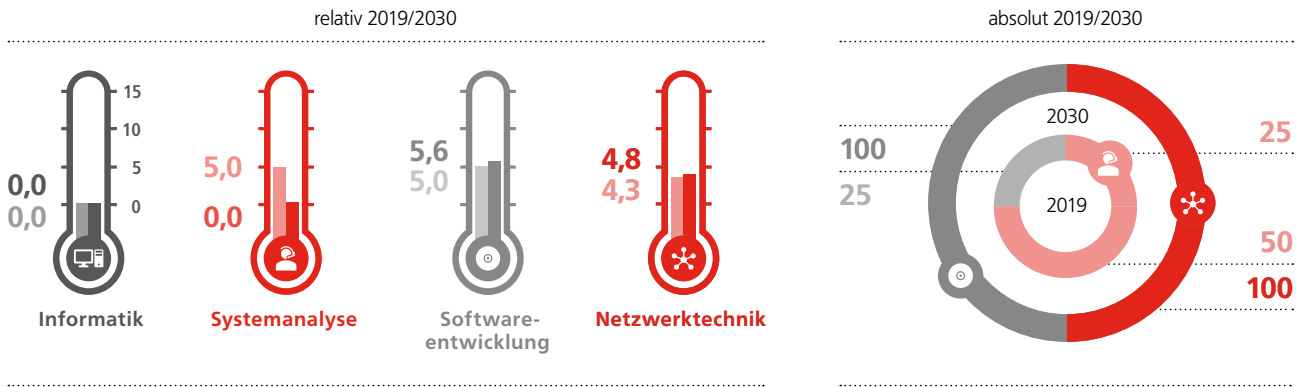 relativ 2019/2030
absolut 2019/2030
15
10
5
0
0,0
0,0
Informatik
5,0
0,0
Systemanalyse
5,6
5,0
Software-
entwicklung
4,8
4,3
Netzwerktechnik
2030
2019
100
25
25
50
100